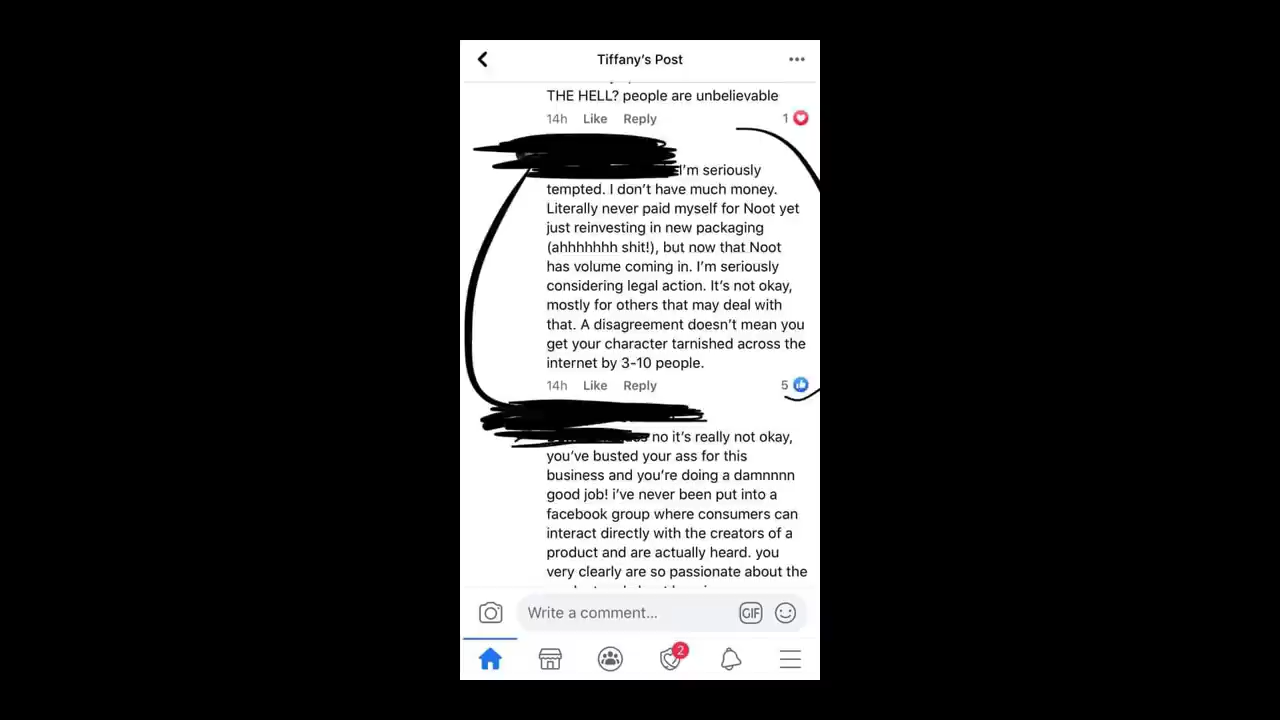 Tiffany's Post
THE HELL? people are unbelievable
14h Like Reply 1
I'm seriously
tempted. I don't have much money.
Literally never paid myself for Noot yet
just reinvesting in new packaging
(ahhhhhhh shit!), but now that Noot
has volume coming in. I'm seriously
considering legal action. It's not okay,
mostly for others that may deal with
that. A disagreement doesn't mean you
get your character tarnished across the
internet by 3-10 people.
14h Like Reply 5
no it's really not okay,
you've busted your ass for this
business and you're doing a damnnnn
good job! i've never been put into a
facebook group where consumers can
interact directly with the creators of a
product and are actually heard. you
very clearly are so passionate about the
Write a comment...
GIF
2